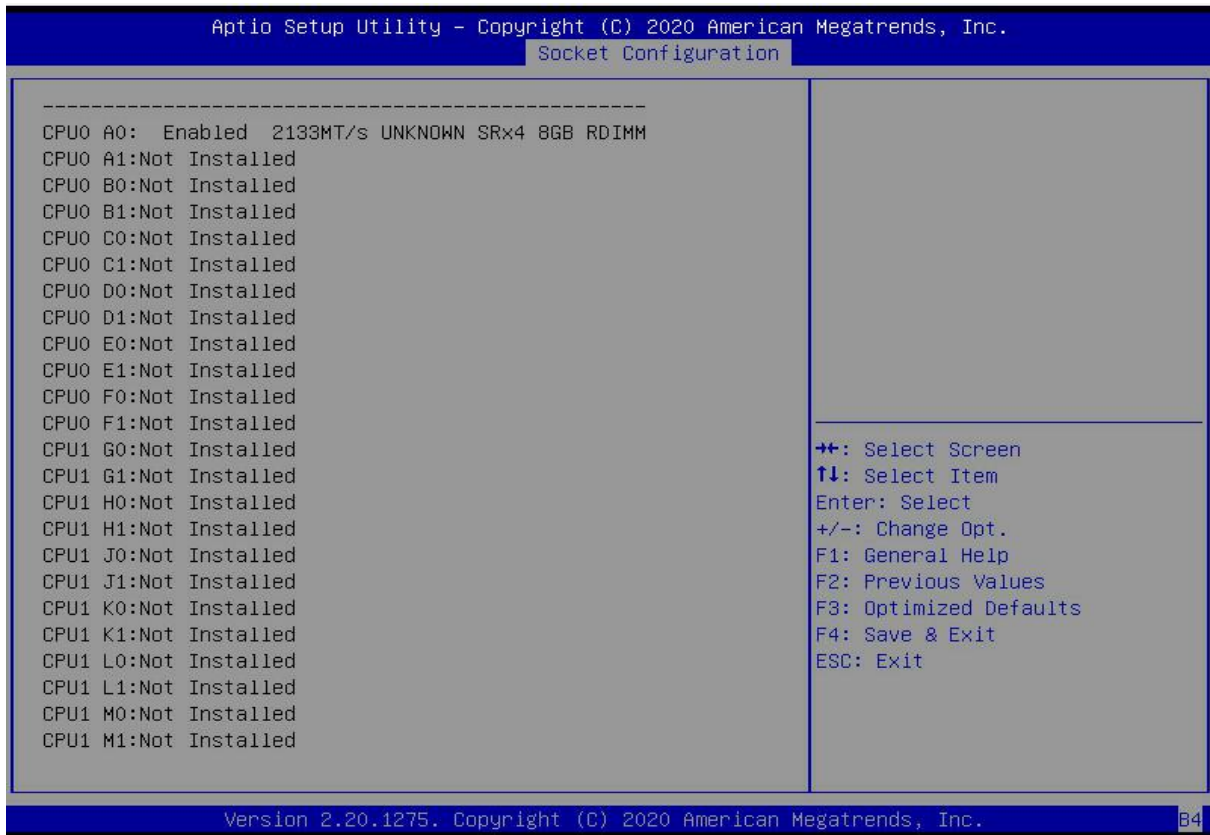 Aptio Setup Utility – Copyright (C) 2020 American Megatrends, Inc.
Socket Configuration
--------------------------------------------------
CPU0 A0:  Enabled  2133MT/s UNKNOWN SRx4 8GB RDIMM
CPU0 A1:Not Installed
CPU0 B0:Not Installed
CPU0 B1:Not Installed
CPU0 C0:Not Installed
CPU0 C1:Not Installed
CPU0 D0:Not Installed
CPU0 D1:Not Installed
CPU0 E0:Not Installed
CPU0 E1:Not Installed
CPU0 F0:Not Installed
CPU0 F1:Not Installed
CPU1 G0:Not Installed
CPU1 G1:Not Installed
CPU1 H0:Not Installed
CPU1 H1:Not Installed
CPU1 J0:Not Installed
CPU1 J1:Not Installed
CPU1 K0:Not Installed
CPU1 K1:Not Installed
CPU1 L0:Not Installed
CPU1 L1:Not Installed
CPU1 M0:Not Installed
CPU1 M1:Not Installed
→←: Select Screen
↑↓: Select Item
Enter: Select
+/-: Change Opt.
F1: General Help
F2: Previous Values
F3: Optimized Defaults
F4: Save & Exit
ESC: Exit
Version 2.20.1275. Copyright (C) 2020 American Megatrends, Inc.
B4